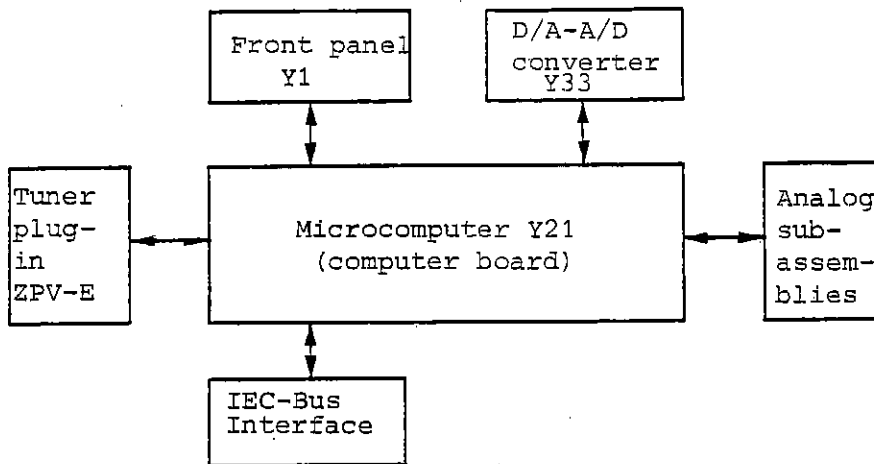 Front panel
Y1
D/A-A/D
converter
Y33
Tuner
plug-
in
ZPV-E
Microcomputer Y21
(computer board)
Analog
sub-
assem-
blies
IEC-Bus
Interface